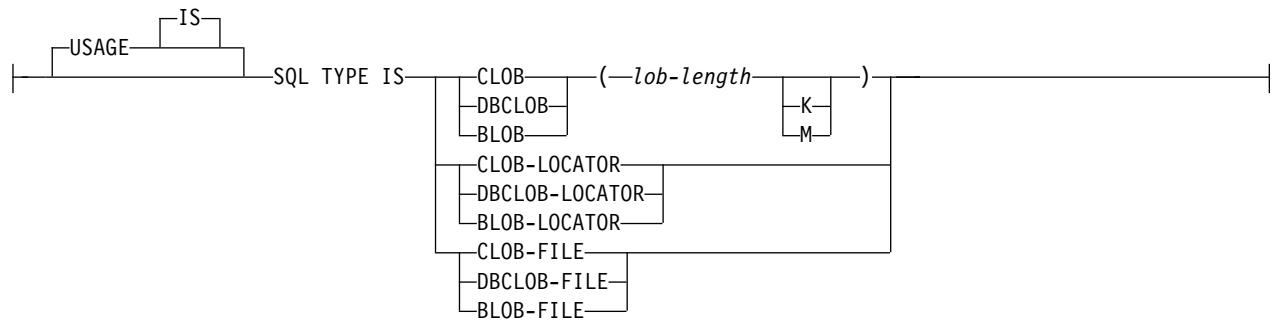 IS
USAGE
SQL TYPE IS CLOB ( lob-length )
DBCLOB K
BLOB M
CLOB-LOCATOR
DBCLOB-LOCATOR
BLOB-LOCATOR
CLOB-FILE
DBCLOB-FILE
BLOB-FILE